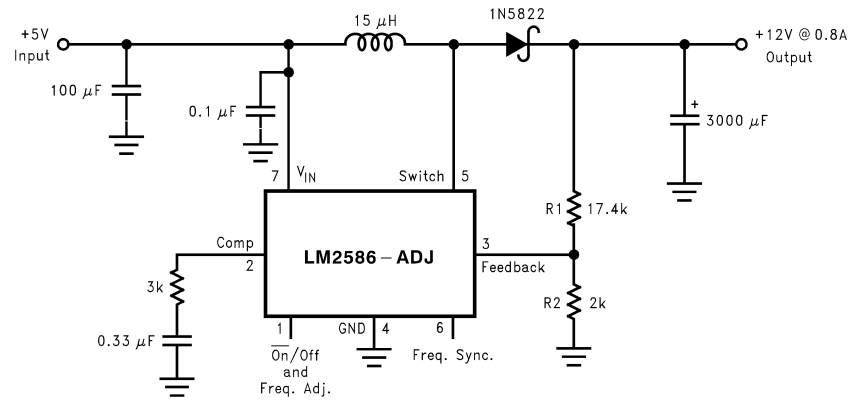 1N5822
15 μH
+5V
Input
+12V @ 0.8A
Output
100 μF
0.1 μF
+
3000 μF
7
VIN
Switch
5
R1
17.4k
Comp
2
LM2586-ADJ
3
Feedback
3k
R2
2k
0.33 μF
1
GND
4
6
On/Off
and
Freq. Adj.
Freq. Sync.